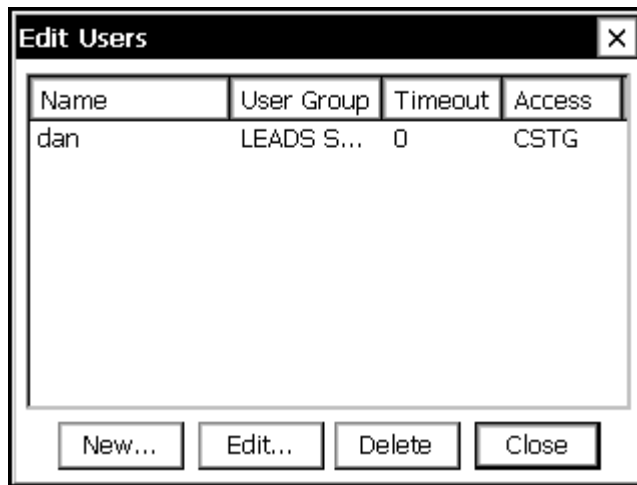 Edit Users
Name User Group Timeout Access
dan LEADS S... 0 CSTG
New... Edit... Delete Close